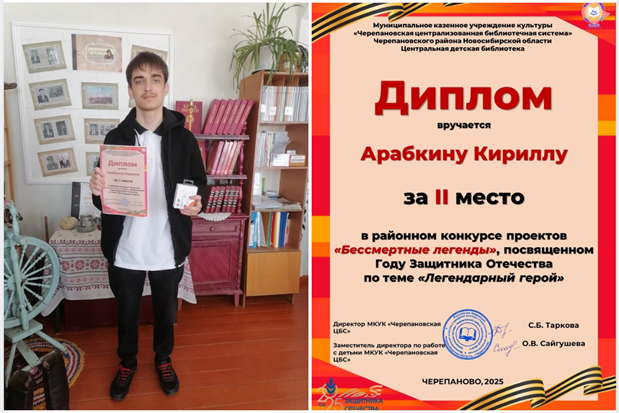 Диплом
Муниципальное казенное учреждение культуры
«Черепановская централизованная библиотечная система»
Черепановского района Новосибирской области
Центральная детская библиотека
Диплом
вручается
Арабкину Кириллу
за II место
в районном конкурсе проектов
«Бессмертные легенды», посвященном
Году Защитника Отечества
по теме «Легендарный герой»
Директор МКУК «Черепановская
ЦБС»
С.Б. Таркова
Заместитель директора по работе
с детьми МКУК «Черепановская
ЦБС»
О.В. Сайгушева
ЧЕРЕПАНОВО, 2025
ЗАЩИТНИКА
ОТЕЧЕСТВА